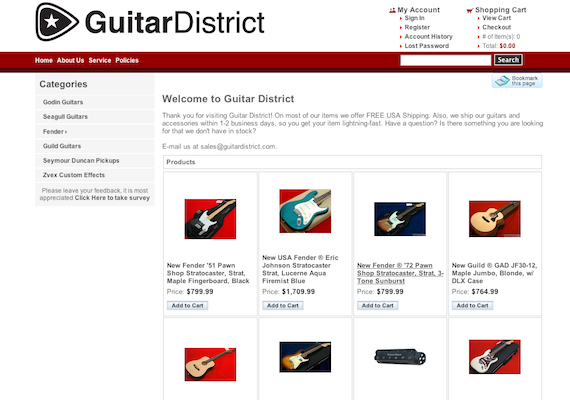 GuitarDistrict
My Account
Sign In
Register
Account History
Lost Password
Shopping Cart
View Cart
Checkout
# of Item(s): 0
Total: $0.00
Home About Us Service Policies
Search
Bookmark
this page
Categories
Godin Guitars
Seagull Guitars
Fender ›
Guild Guitars
Seymour Duncan Pickups
Zvex Custom Effects
Please leave your feedback, it is most
appreciated Click Here to take survey
Welcome to Guitar District
Thank you for visiting Guitar District! On most of our items we offer FREE USA Shipping. Also, we ship our guitars and
accessories within 1-2 business days, so you get your item lightning-fast. Have a question? Is there something you are looking
for that we don't have in stock?
E-mail us at sales@guitardistrict.com.
Products
New Fender '51 Pawn
Shop Stratocaster, Strat,
Maple Fingerboard, Black
Price: $799.99
Add to Cart
New USA Fender ® Eric
Johnson Stratocaster
Strat, Lucerne Aqua
Firemist Blue
Price: $1,709.99
Add to Cart
New Fender ® '72 Pawn
Shop Stratocaster, Strat, 3-
Tone Sunburst
Price: $799.99
Add to Cart
New Guild ® GAD JF30-12,
Maple Jumbo, Blonde, w/
DLX Case
Price: $764.99
Add to Cart